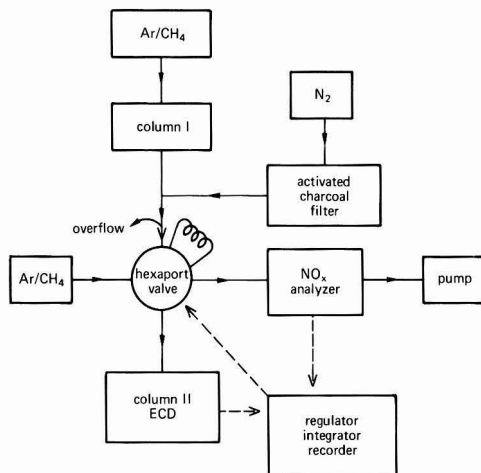 Ar/CH₄
column I
N₂
activated
charcoal
filter
overflow
hexaport
valve
Ar/CH₄
NOₓ
analyzer
pump
column II
ECD
regulator
integrator
recorder